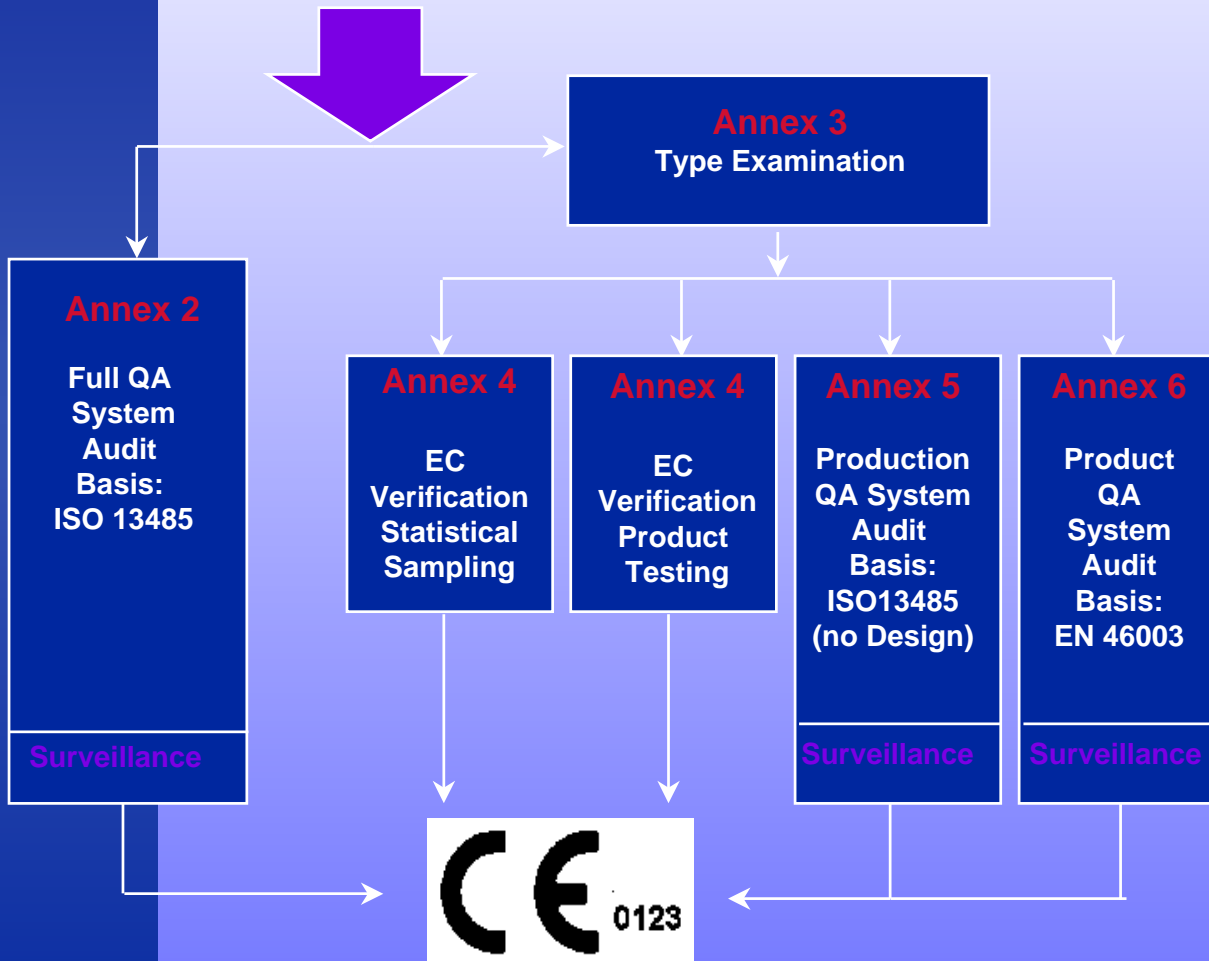 Annex 3
Type Examination
Annex 2
Full QA
System
Audit
Basis:
ISO 13485
Surveillance
Annex 4
EC
Verification
Statistical
Sampling
Annex 4
EC
Verification
Product
Testing
Annex 5
Production
QA System
Audit
Basis:
ISO13485
(no Design)
Surveillance
Annex 6
Product
QA
System
Audit
Basis:
EN 46003
Surveillance
CE 0123